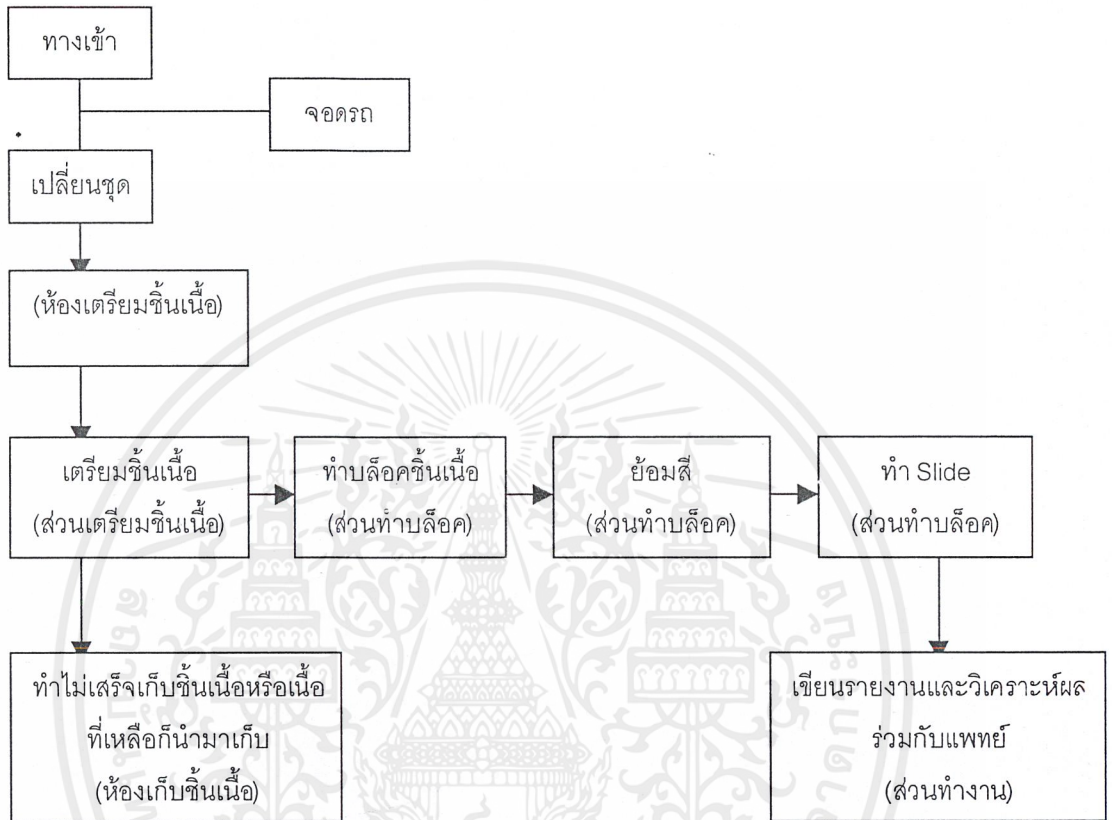 ทางเข้า
จอดรถ
เปลี่ยนชุด
(ห้องเตรียมชิ้นเนื้อ)
เตรียมชิ้นเนื้อ
(ส่วนเตรียมชิ้นเนื้อ)
ทำบล็อคชิ้นเนื้อ
(ส่วนทำบล็อค)
ย้อมสี
(ส่วนทำบล็อค)
ทำ Slide
(ส่วนทำบล็อค)
ทำไม่เสร็จเก็บชิ้นเนื้อหรือเนื้อ
ที่เหลือก็นำมาเก็บ
(ห้องเก็บชิ้นเนื้อ)
เขียนรายงานและวิเคราะห์ผล
ร่วมกับแพทย์
(ส่วนทำงาน)